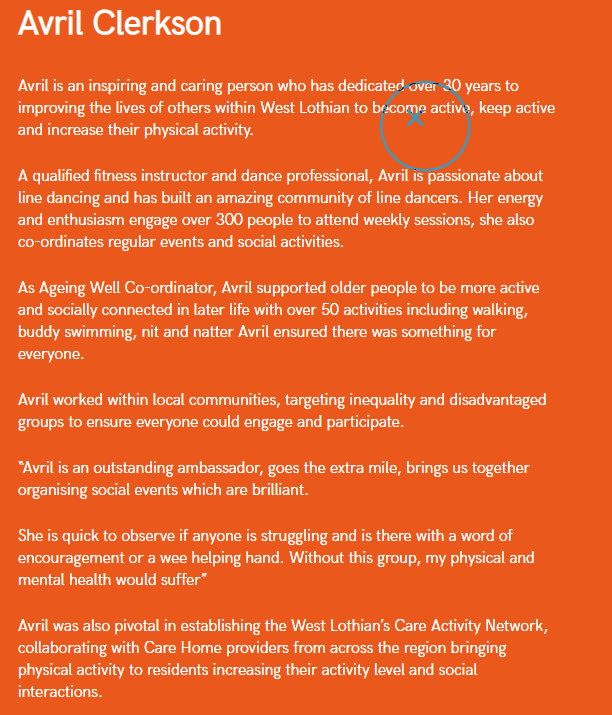 Avril Clerkson
Avril is an inspiring and caring person who has dedicated over 30 years to
improving the lives of others within West Lothian to become active, keep active
and increase their physical activity.
A qualified fitness instructor and dance professional, Avril is passionate about
line dancing and has built an amazing community of line dancers. Her energy
and enthusiasm engage over 300 people to attend weekly sessions, she also
co-ordinates regular events and social activities.
As Ageing Well Co-ordinator, Avril supported older people to be more active
and socially connected in later life with over 50 activities including walking,
buddy swimming, nit and natter Avril ensured there was something for
everyone.
Avril worked within local communities, targeting inequality and disadvantaged
groups to ensure everyone could engage and participate.
"Avril is an outstanding ambassador, goes the extra mile, brings us together
organising social events which are brilliant.
She is quick to observe if anyone is struggling and is there with a word of
encouragement or a wee helping hand. Without this group, my physical and
mental health would suffer"
Avril was also pivotal in establishing the West Lothian's Care Activity Network,
collaborating with Care Home providers from across the region bringing
physical activity to residents increasing their activity level and social
interactions.